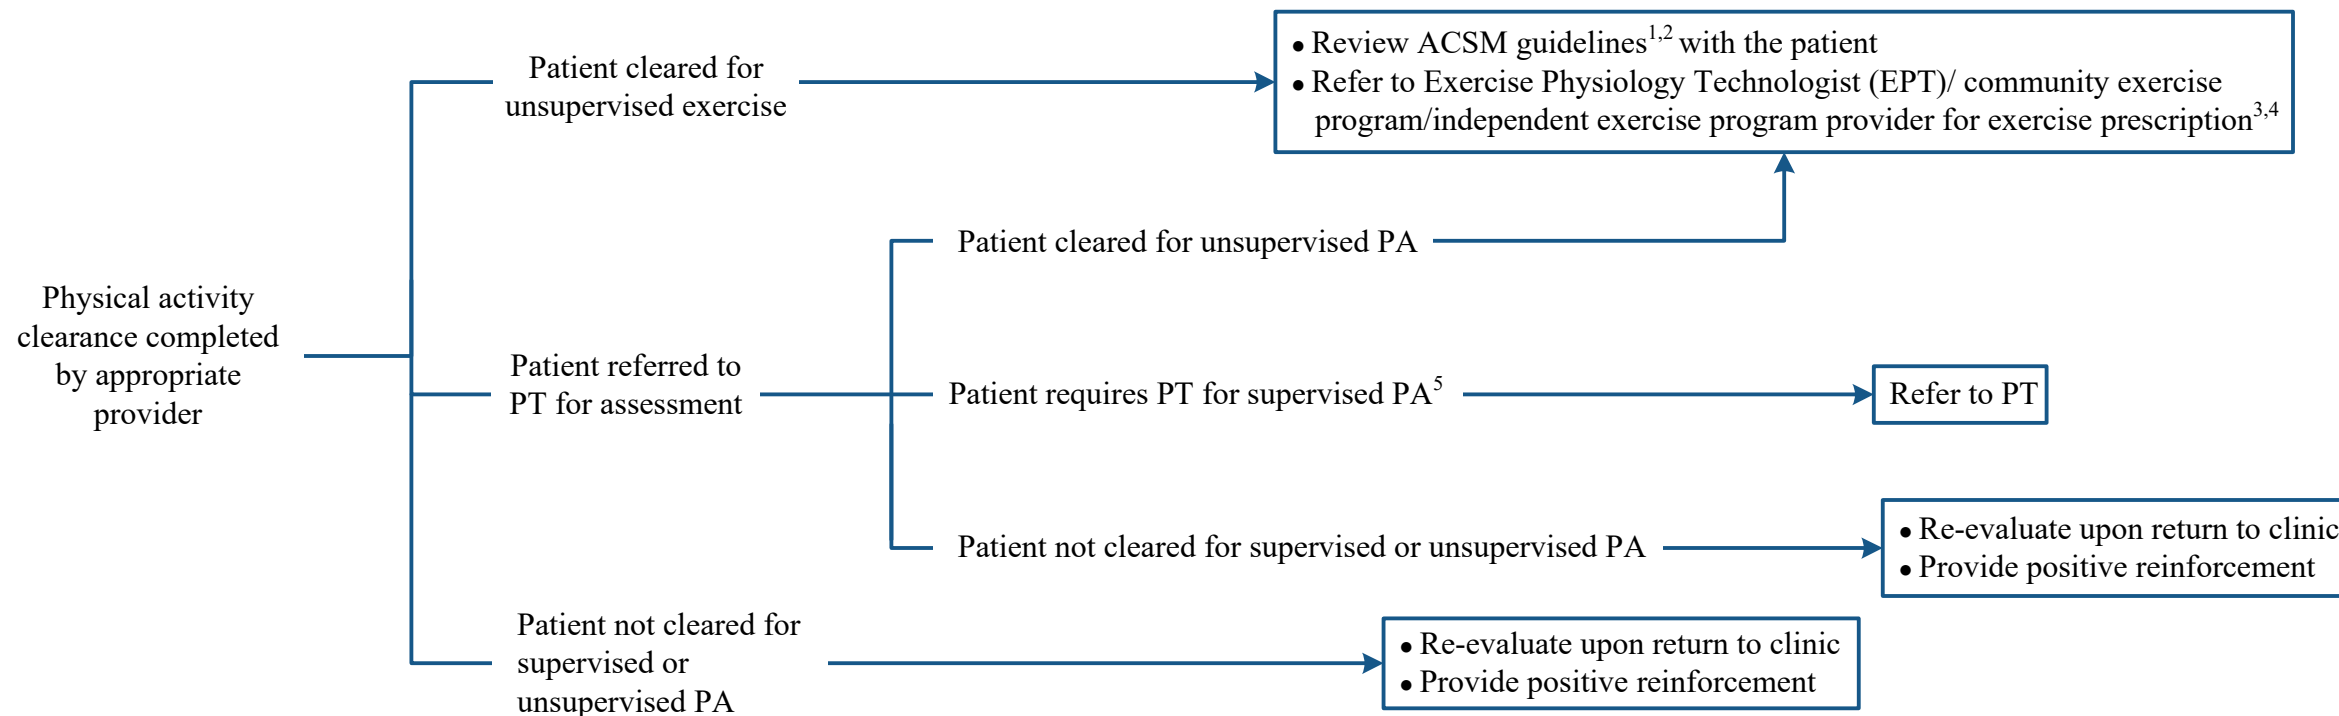 Physical activity
clearance completed
by appropriate
provider
Patient cleared for
unsupervised exercise
• Review ACSM guidelines1,2 with the patient
• Refer to Exercise Physiology Technologist (EPT)/ community exercise
program/independent exercise program provider for exercise prescription3,4
Patient referred to
PT for assessment
Patient cleared for unsupervised PA
Patient requires PT for supervised PA5
Refer to PT
Patient not cleared for supervised or unsupervised PA
• Re-evaluate upon return to clinic
• Provide positive reinforcement
Patient not cleared for
supervised or
unsupervised PA
• Re-evaluate upon return to clinic
• Provide positive reinforcement